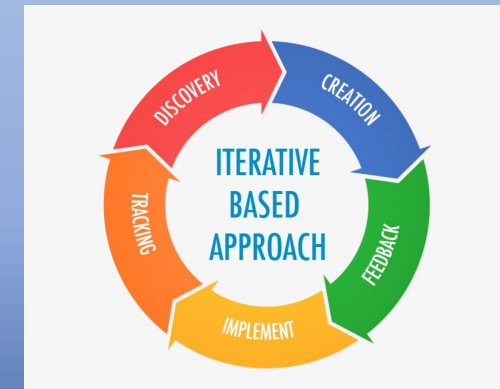 DISCOVERY
CREATION
ITERATIVE
BASED
APPROACH
TRACKING
FEEDBACK
IMPLEMENT